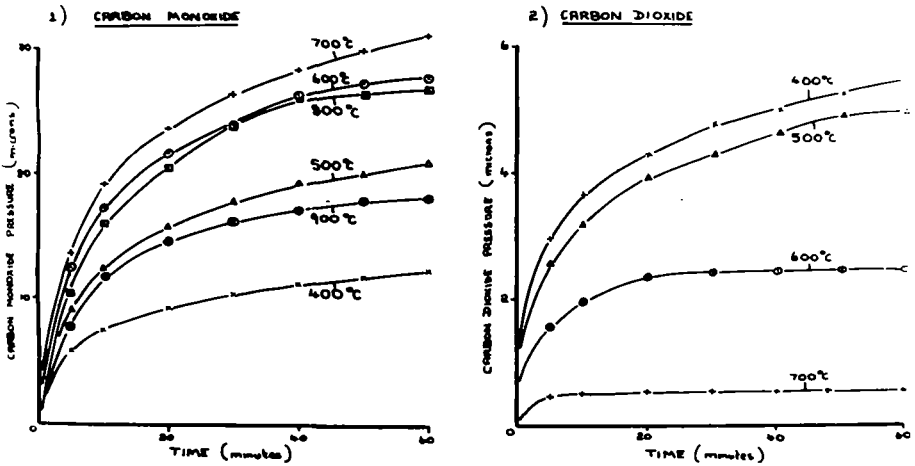 1) CARBON MONOXIDE
30
20
10
0
20
40
60
CARBON MONOXIDE PRESSURE (microns)
TIME (minutes)
700°C
600°C
800°C
500°C
900°C
400°C
2) CARBON DIOXIDE
6
4
2
0
20
40
60
CARBON DIOXIDE PRESSURE (microns)
TIME (minutes)
400°C
500°C
600°C
700°C